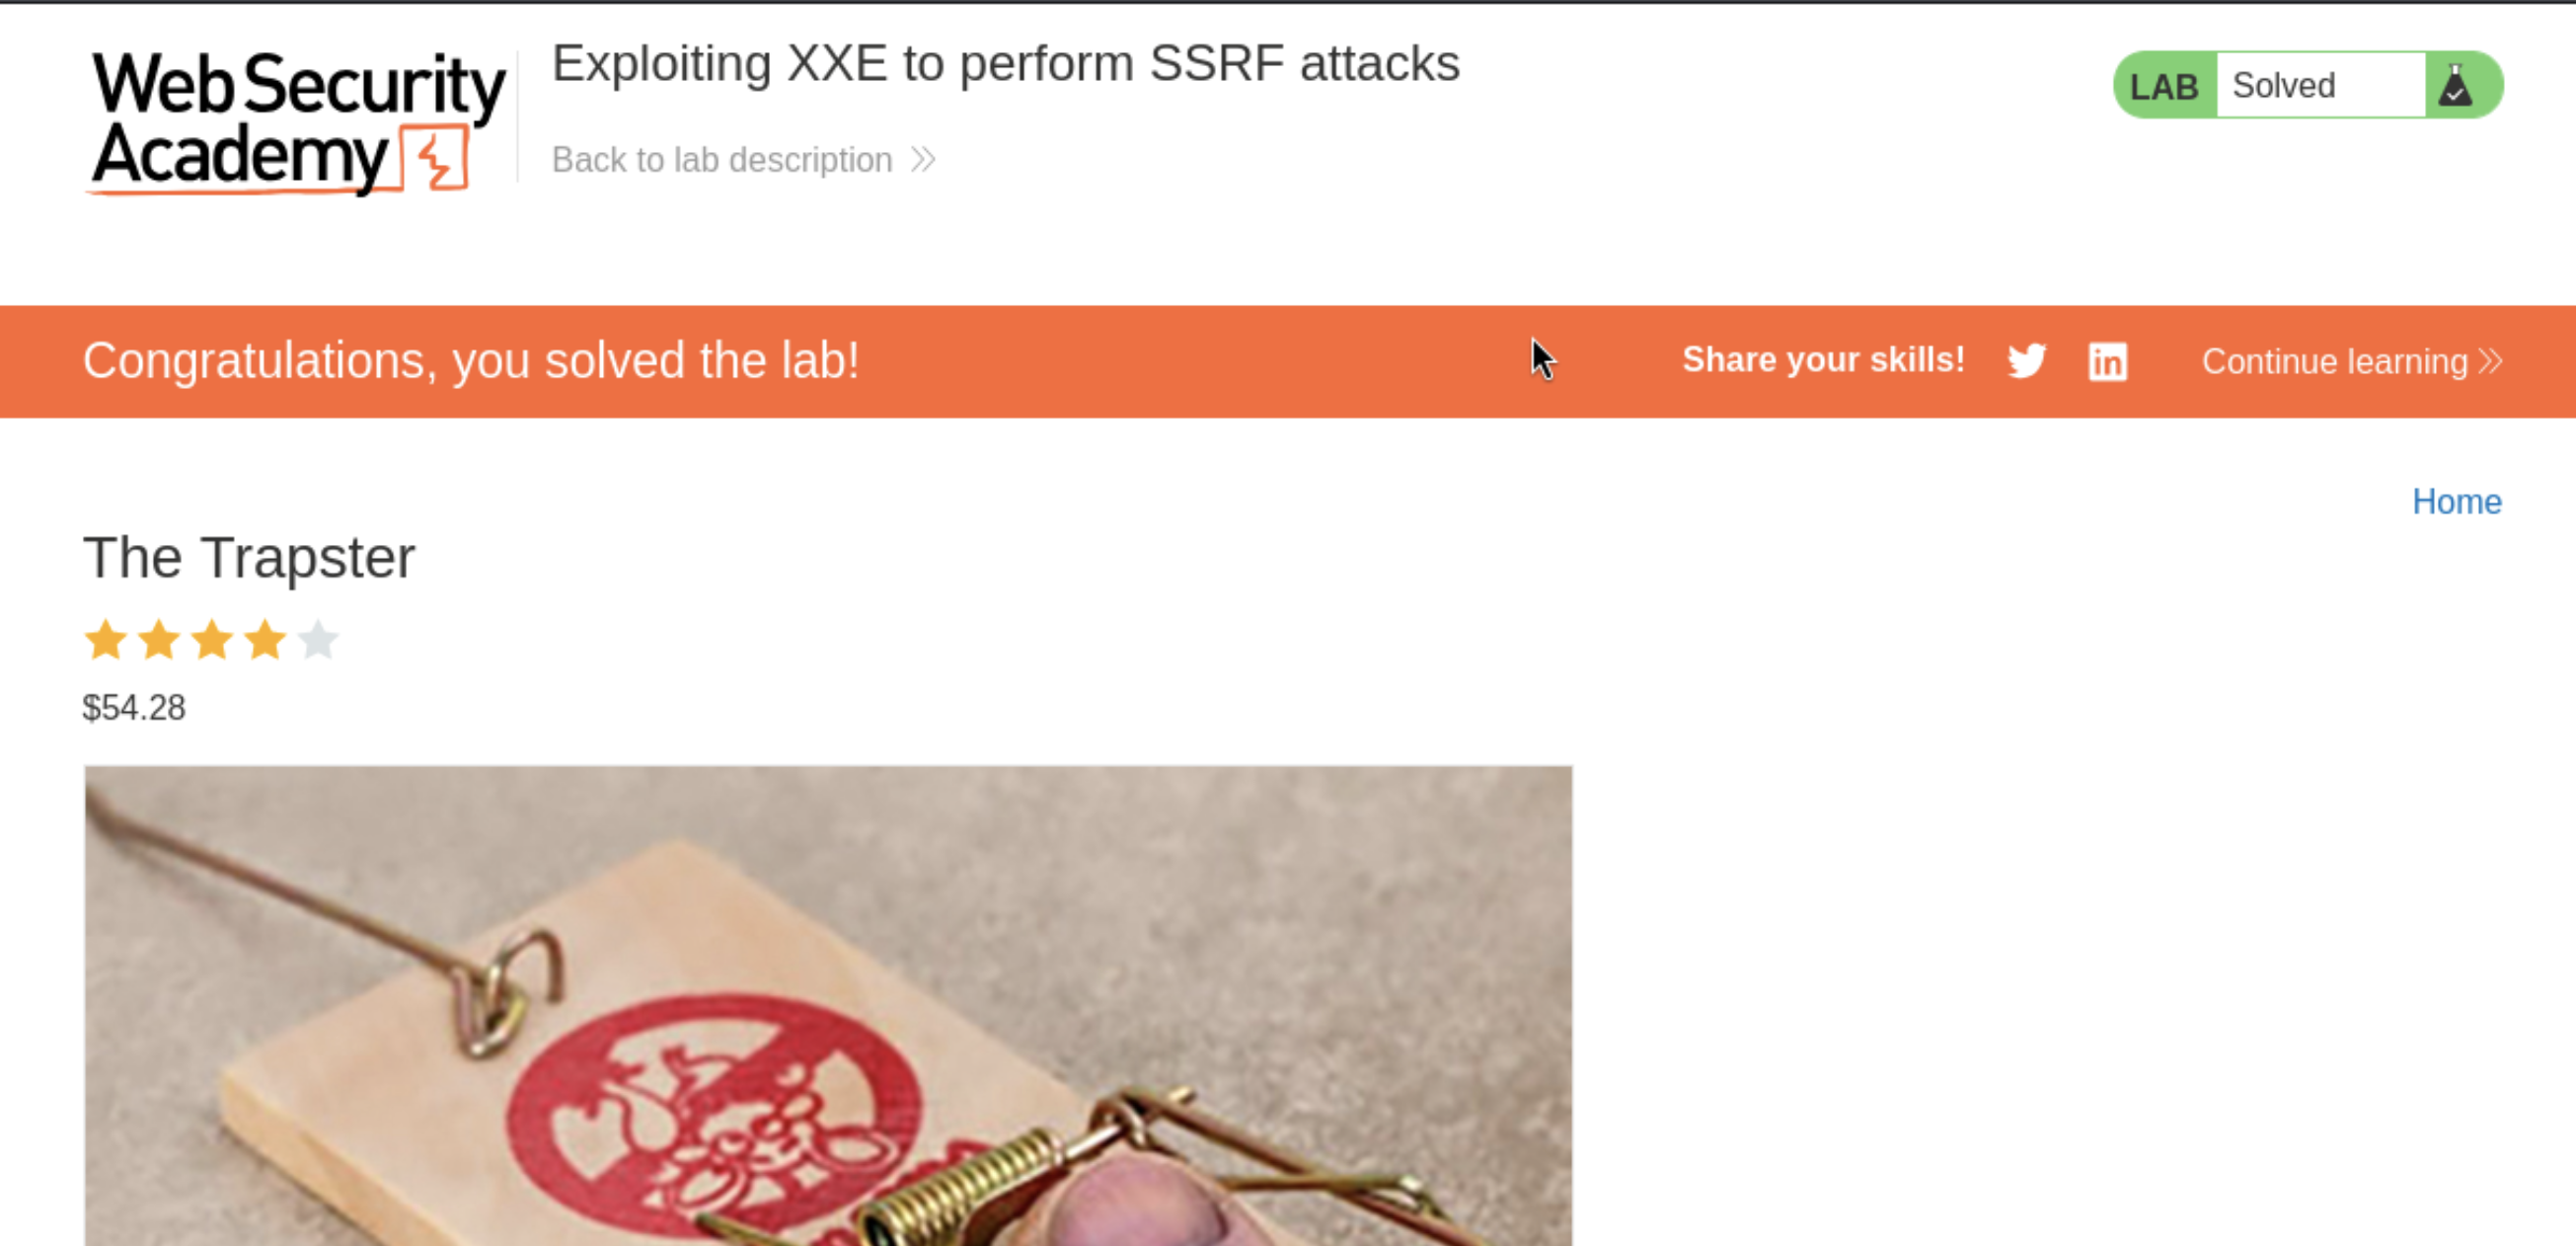 Web Security
Academy
Exploiting XXE to perform SSRF attacks
Back to lab description
LAB Solved
Congratulations, you solved the lab!
Share your skills!
Continue learning
Home
The Trapster
$54.28